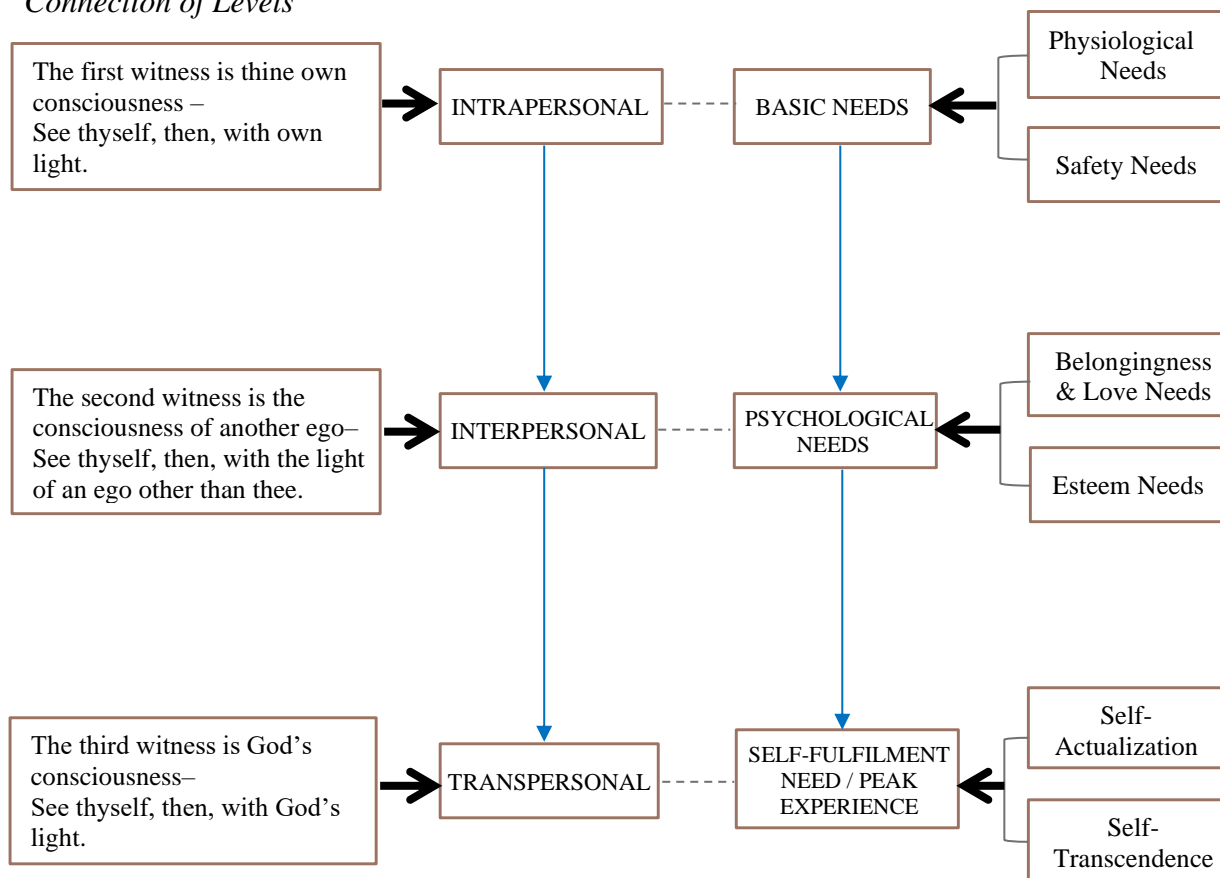 Connection of Levels
The first witness is thine own
consciousness –
See thyself, then, with own
light.
INTRAPERSONAL
BASIC NEEDS
Physiological
Needs
Safety Needs
The second witness is the
consciousness of another ego–
See thyself, then, with the light
of an ego other than thee.
INTERPERSONAL
PSYCHOLOGICAL
NEEDS
Belongingness
& Love Needs
Esteem Needs
The third witness is God’s
consciousness–
See thyself, then, with God’s
light.
TRANSPERSONAL
SELF-FULFILMENT
NEED / PEAK
EXPERIENCE
Self-
Actualization
Self-
Transcendence